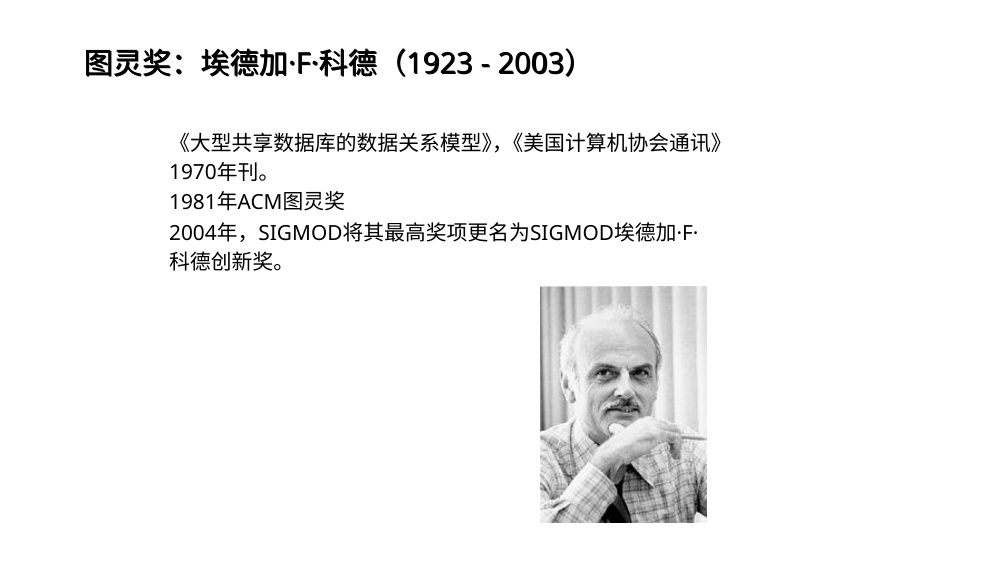 图灵奖：埃德加·F·科德（1923 - 2003）
《大型共享数据库的数据关系模型》，《美国计算机协会通讯》
1970年刊。
1981年ACM图灵奖
2004年，SIGMOD将其最高奖项更名为SIGMOD埃德加·F·
科德创新奖。